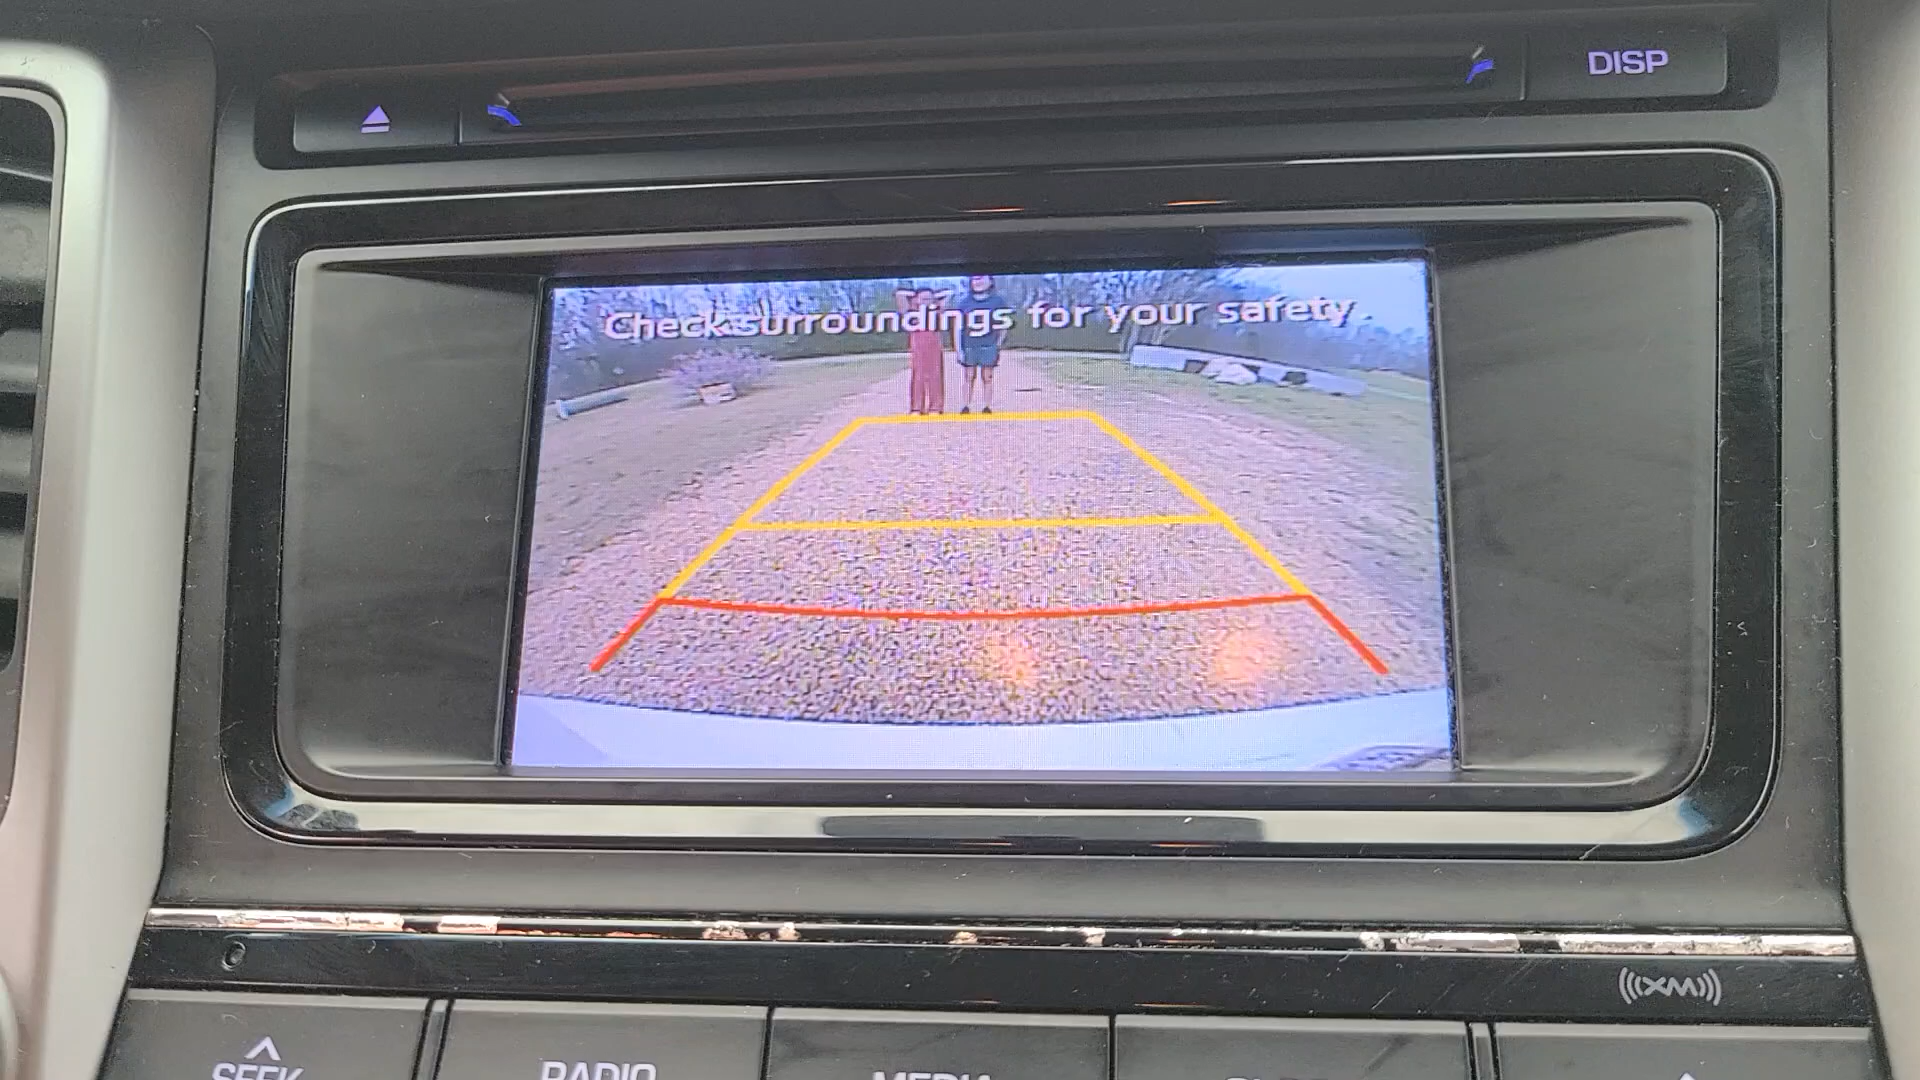 DISP
Check surroundings for your safety.
XM
SEEK
RADIO
MEDIA